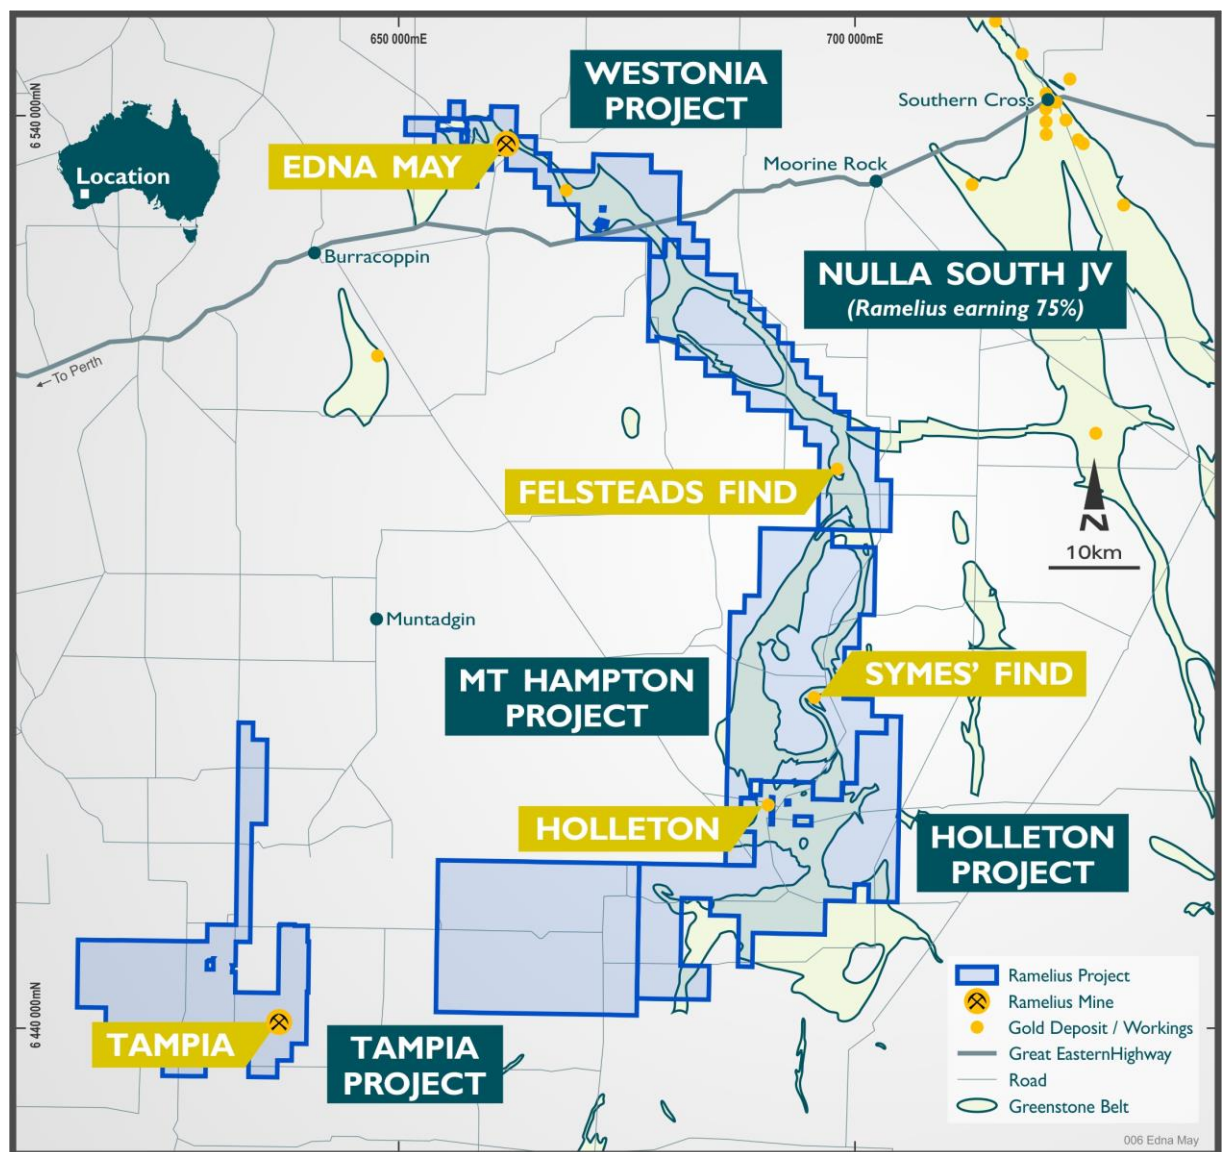 650 000mE
700 000mE
6 540 000mN
WESTONIA
PROJECT
Southern Cross
EDNA MAY
Moorine Rock
Location
Burracoppin
NULLA SOUTH JV
(Ramelius earning 75%)
← To Perth
FELSTEADS FIND
N
10km
Muntadgin
MT HAMPTON
PROJECT
SYMES’ FIND
HOLLETON
HOLLETON
PROJECT
6 440 000mN
TAMPIA
TAMPIA
PROJECT
Ramelius Project
Ramelius Mine
Gold Deposit / Workings
Great EasternHighway
Road
Greenstone Belt
006 Edna May